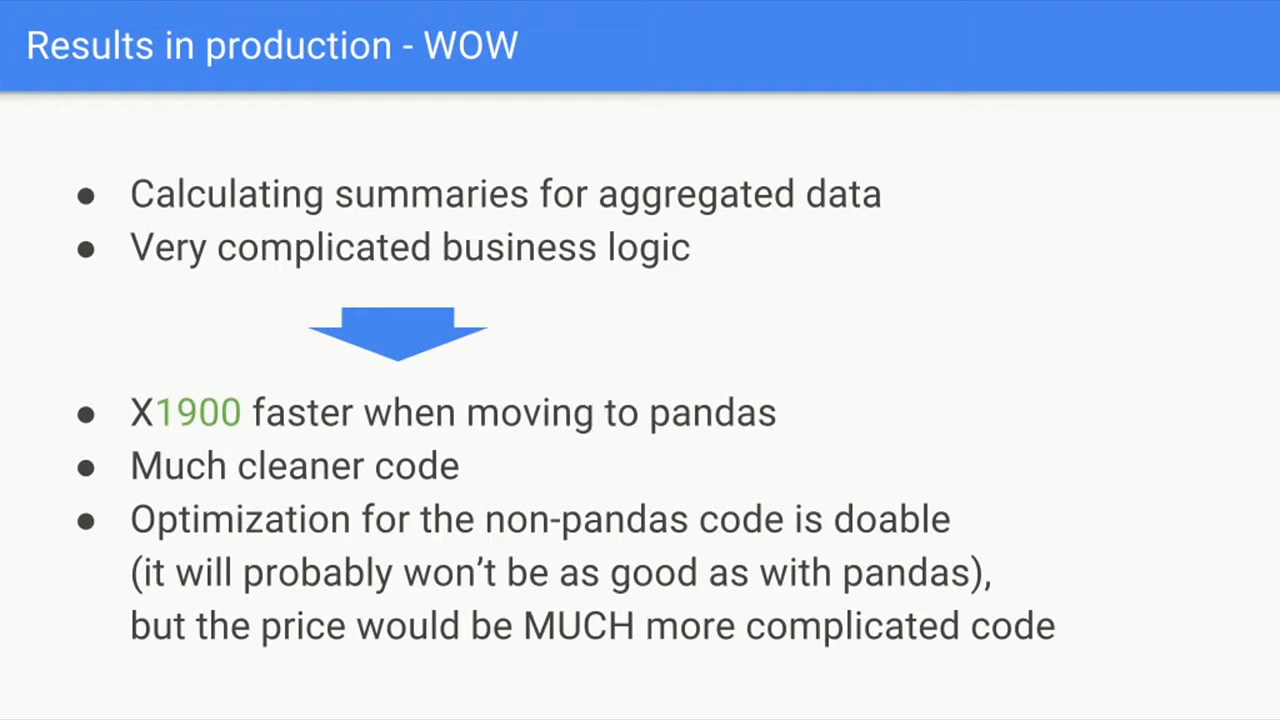 Results in production - WOW
● Calculating summaries for aggregated data
● Very complicated business logic
● X1900 faster when moving to pandas
● Much cleaner code
● Optimization for the non-pandas code is doable
(it will probably won’t be as good as with pandas),
but the price would be MUCH more complicated code